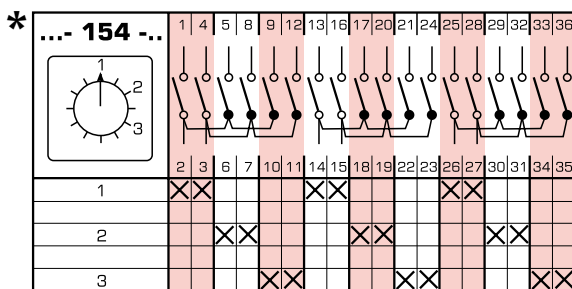 * ...- 154 -..
1 4 5 8 9 12 13 16 17 20 21 24 25 28 29 32 33 36
1
2
3
2 3 6 7 10 11 14 15 18 19 22 23 26 27 30 31 34 35
1 X X X X X X
2 X X X X X X
3 X X X X X X